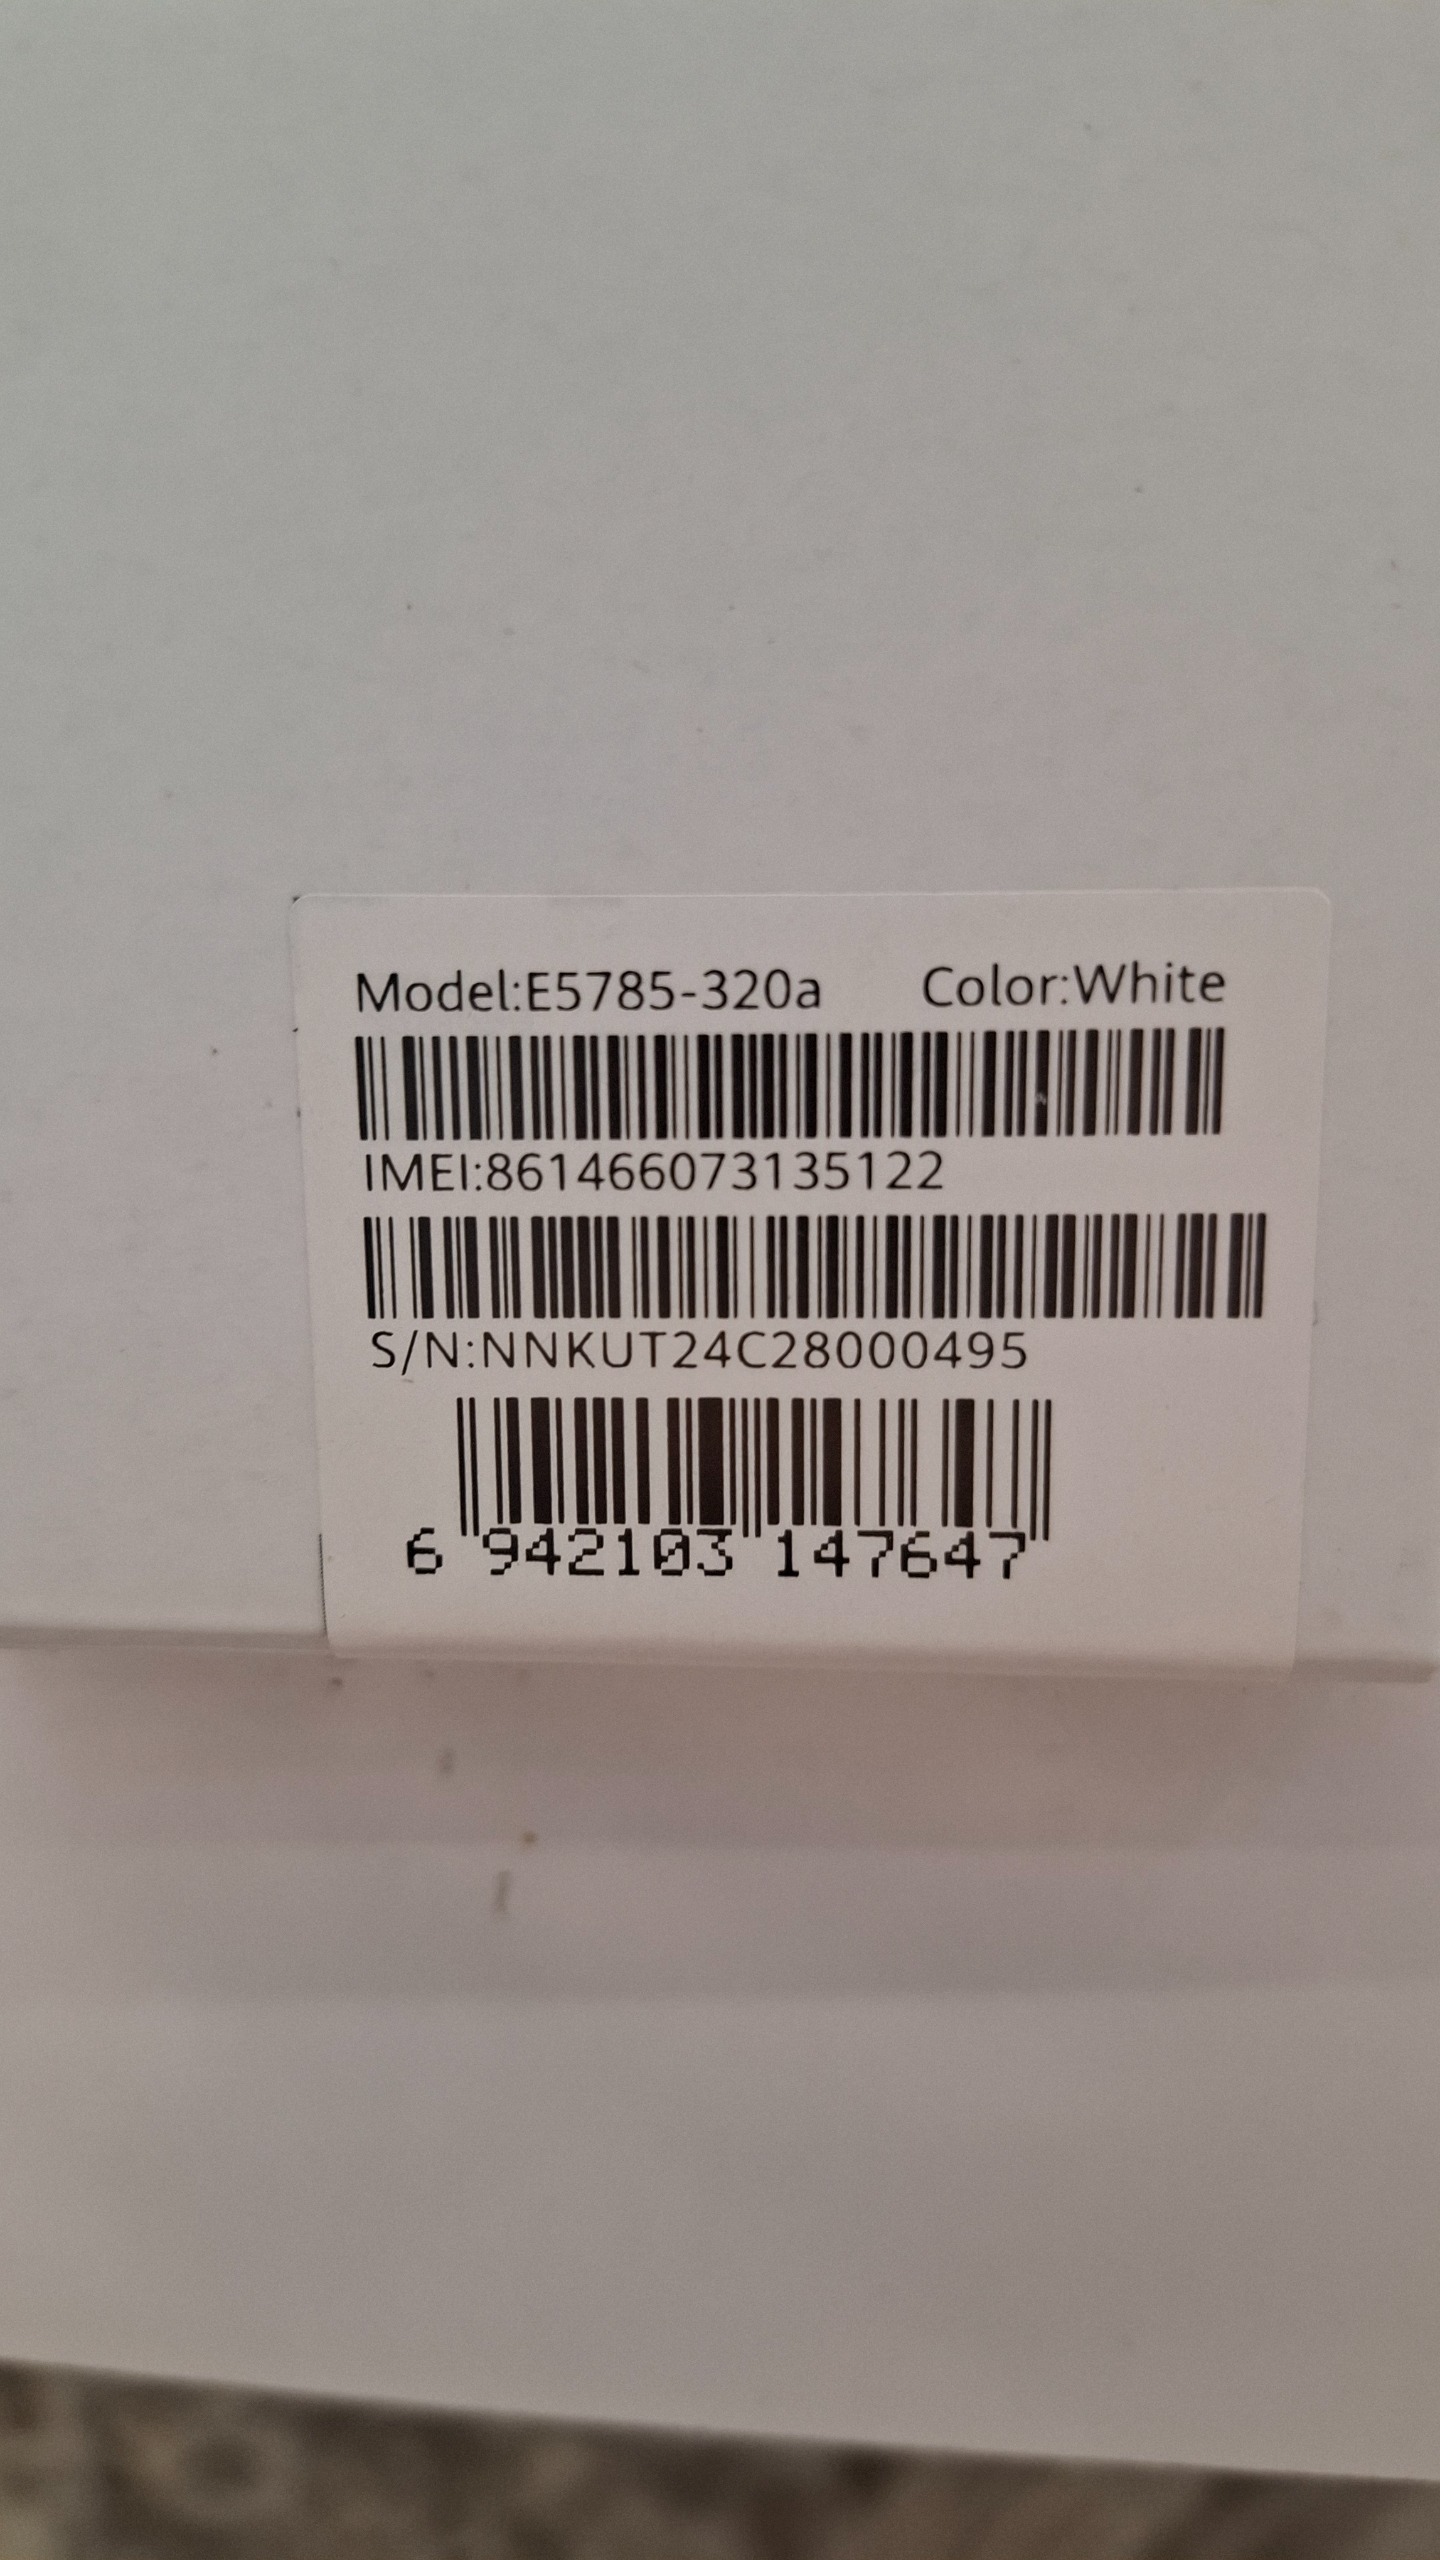 Model:E5785-320a Color:White
IMEI:861466073135122
S/N:NNKUT24C28000495
6 942103 147647